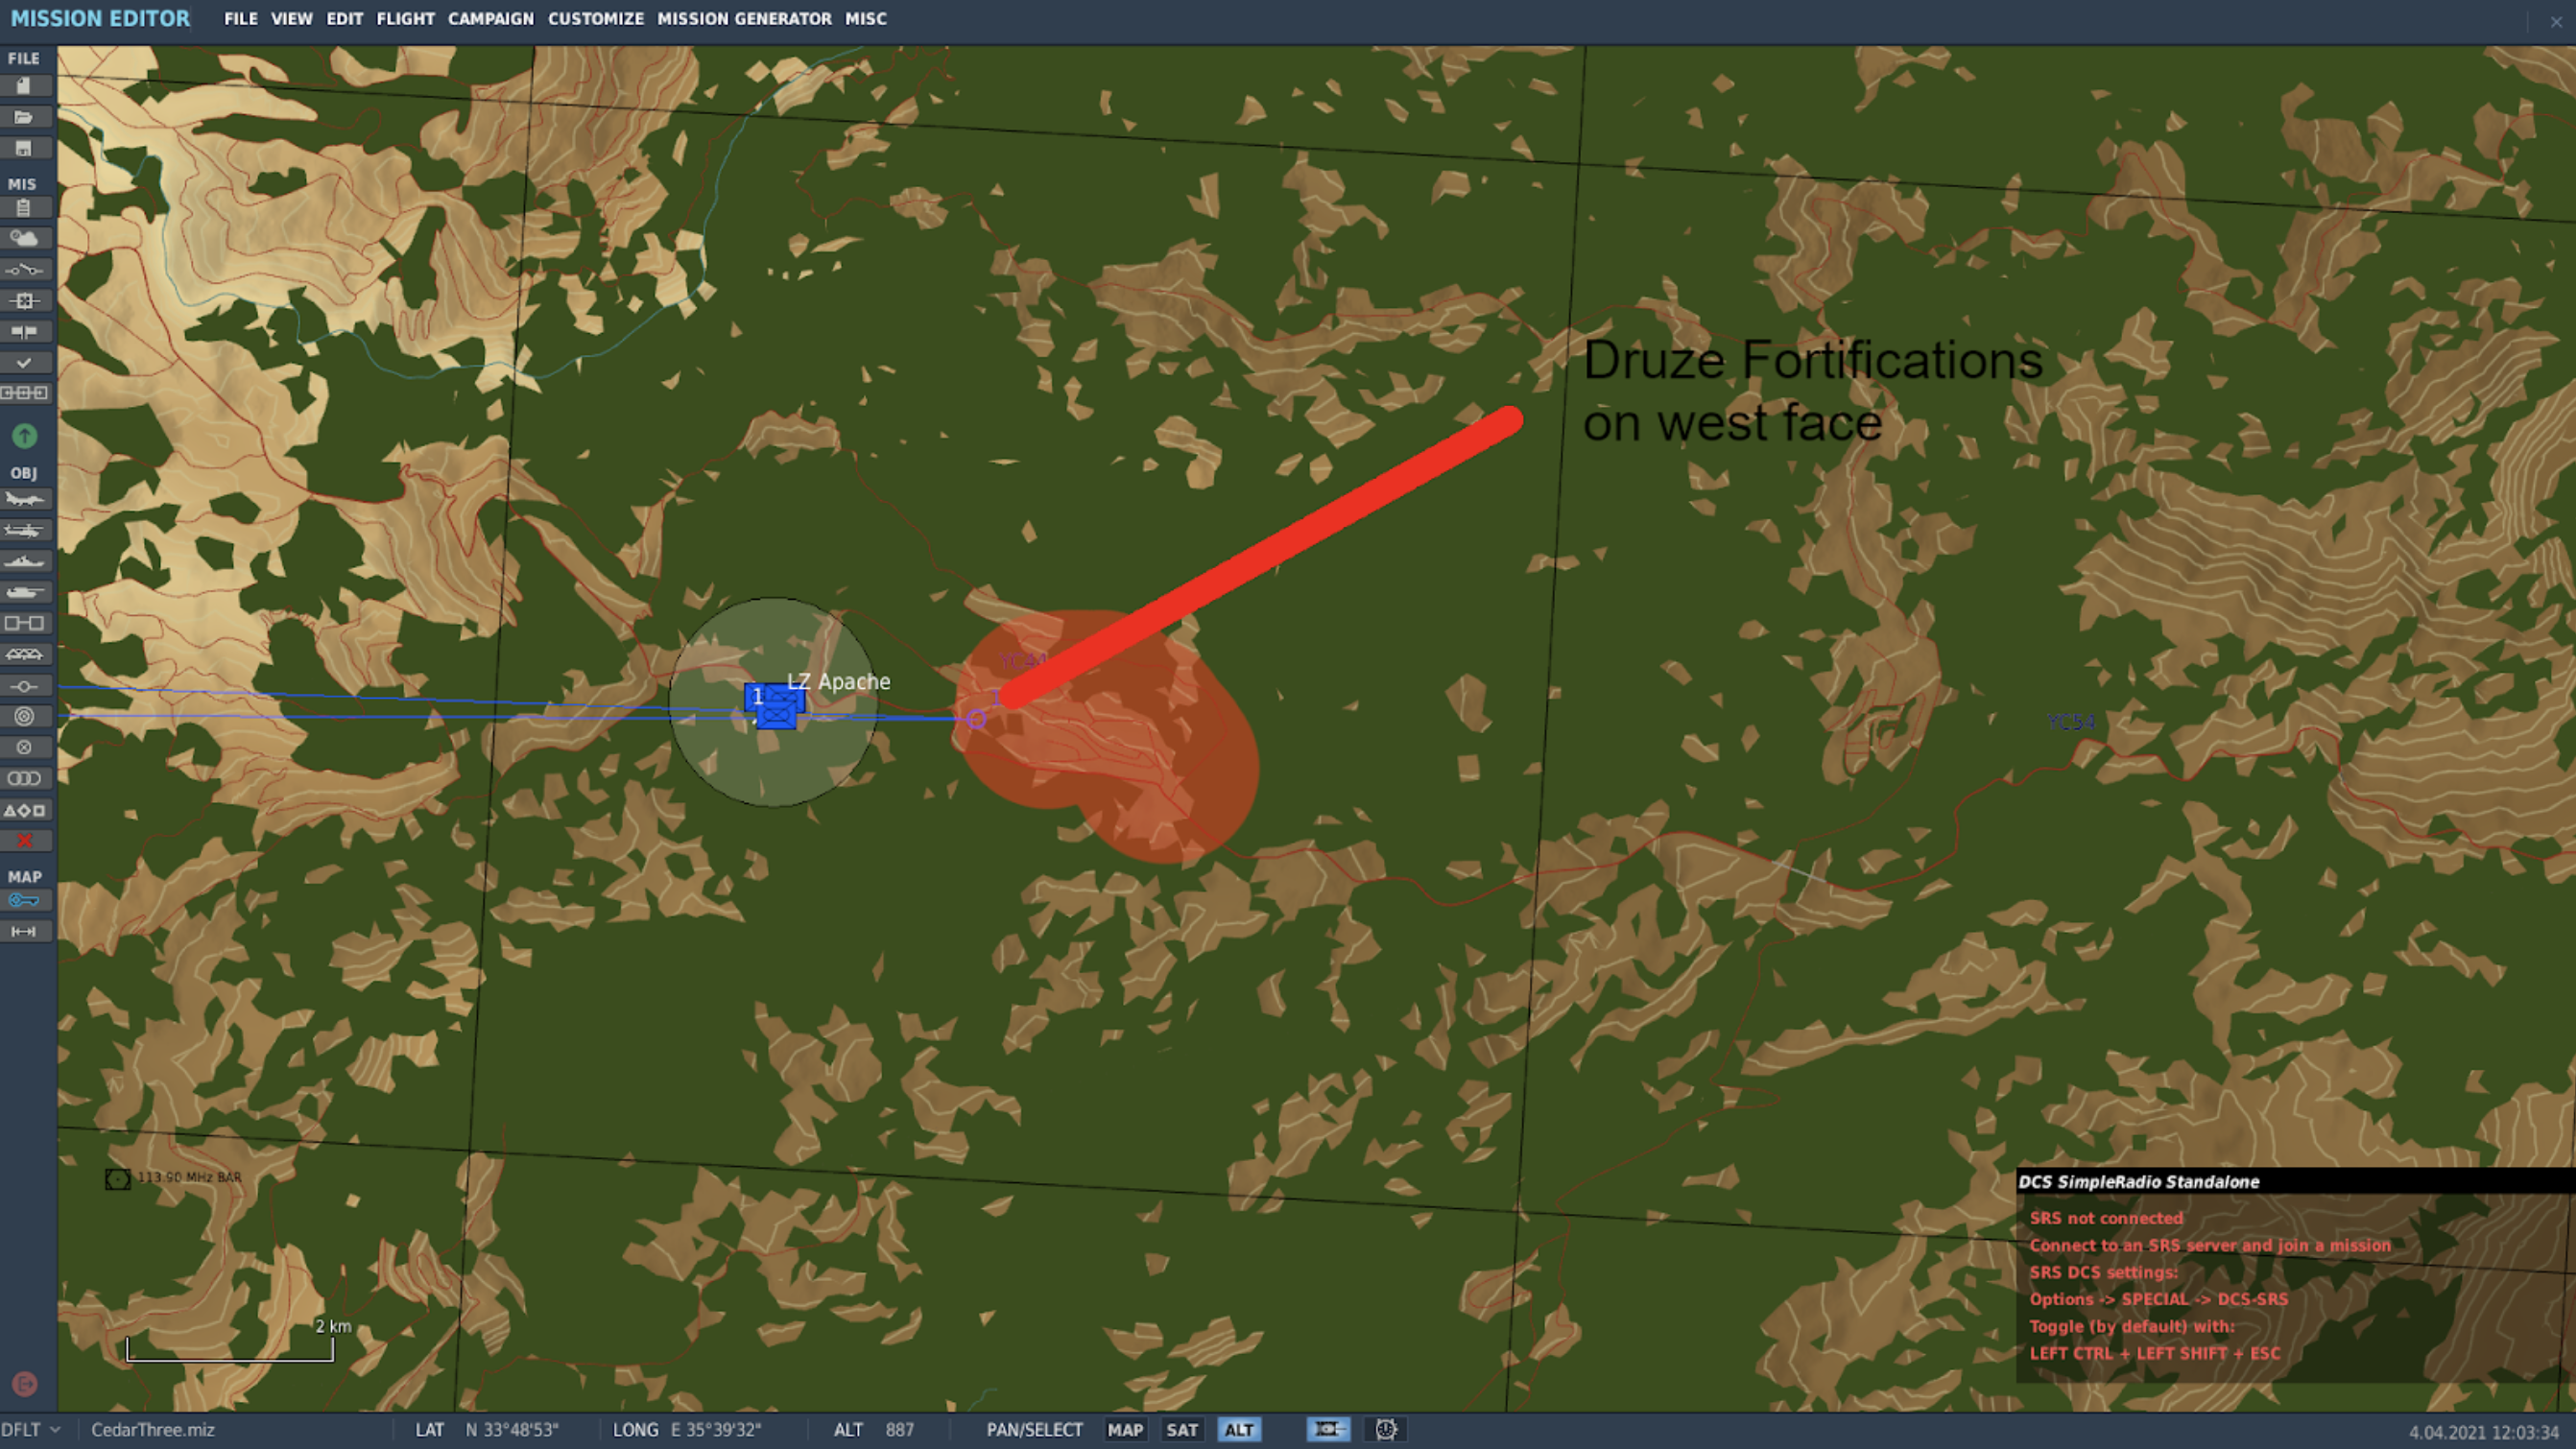 MISSION EDITOR
FILE VIEW EDIT FLIGHT CAMPAIGN CUSTOMIZE MISSION GENERATOR MISC
FILE
MIS
OBJ
MAP
Druze Fortifications
on west face
YC44
LZ Apache
1
1
YC54
113.90 MHz BAR
2 km
DCS SimpleRadio Standalone
SRS not connected
Connect to an SRS server and join a mission
SRS DCS settings:
Options -> SPECIAL -> DCS-SRS
Toggle (by default) with:
LEFT CTRL + LEFT SHIFT + ESC
DFLT CedarThree.miz LAT N 33°48'53" LONG E 35°39'32" ALT 887 PAN/SELECT MAP SAT ALT 4.04.2021 12:03:34